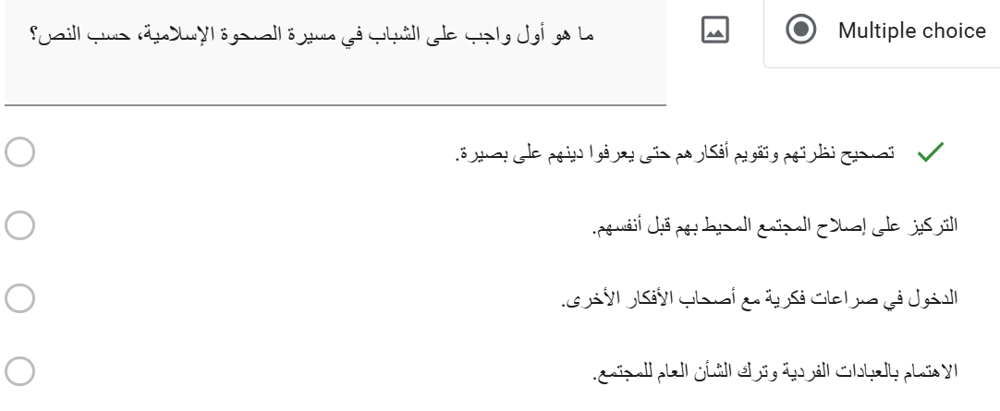 ما هو أول واجب على الشباب في مسيرة الصحوة الإسلامية، حسب النص؟
Multiple choice
تصحيح نظرتهم وتقويم أفكارهم حتى يعرفوا دينهم على بصيرة.
التركيز على إصلاح المجتمع المحيط بهم قبل أنفسهم.
الدخول في صراعات فكرية مع أصحاب الأفكار الأخرى.
الاهتمام بالعبادات الفردية وترك الشأن العام للمجتمع.